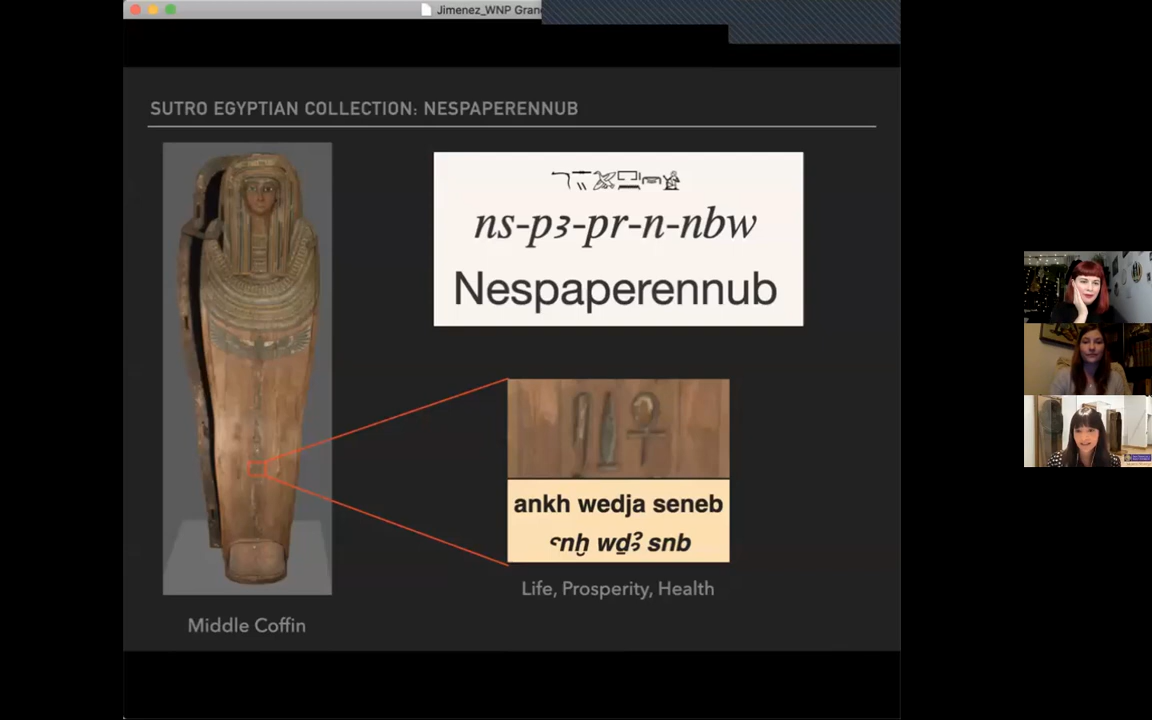 Jimenez_WNP Gran
SUTRO EGYPTIAN COLLECTION: NESPAPERENNUB
ns-pꜣ-pr-n-nbw
Nespaperennub
ankh wedja seneb
ꜥnḫ wḏꜣ snb
Life, Prosperity, Health
Middle Coffin